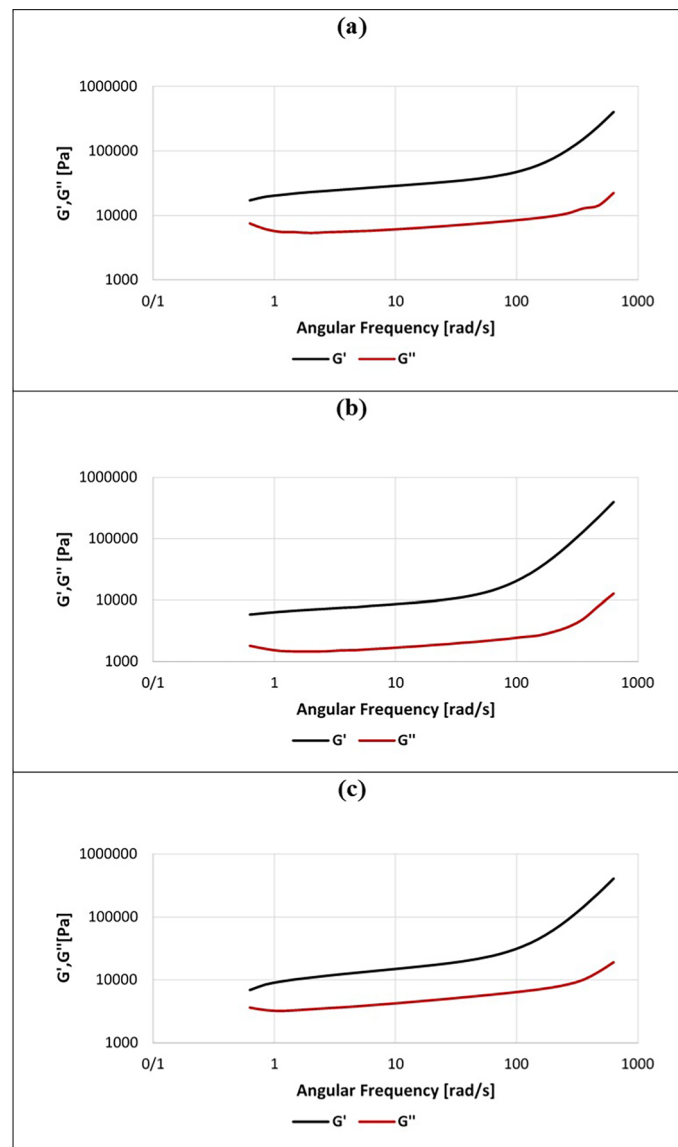 (a)
1000000
100000
10000
1000
G',G'' [Pa]
0/1 1 10 100 1000
Angular Frequency [rad/s]
G' G''
(b)
1000000
100000
10000
1000
G',G'' [Pa]
0/1 1 10 100 1000
Angular Frequency [rad/s]
G' G''
(c)
1000000
100000
10000
1000
G',G''[Pa]
0/1 1 10 100 1000
Angular Frequency [rad/s]
G' G''